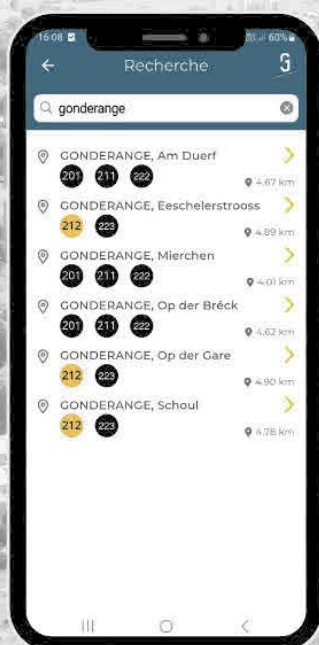 16:08 60%
Recherche
gonderange
GONDERANGE, Am Duerf
201 211 222
4.67 km
GONDERANGE, Eeschelerstrooss
212 223
4.89 km
GONDERANGE, Mierchen
201 211 222
4.01 km
GONDERANGE, Op der Bréck
201 211 222
4.62 km
GONDERANGE, Op der Gare
212 223
4.90 km
GONDERANGE, Schoul
212 223
4.78 km